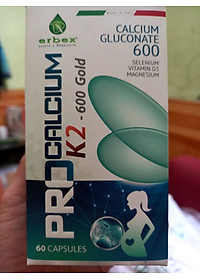 erbex
CALCIUM
GLUCONATE
600
SELENIUM
VITAMIN D3
MAGNESIUM
PROCALCIUM
K2 - 600 Gold
60 CAPSULES